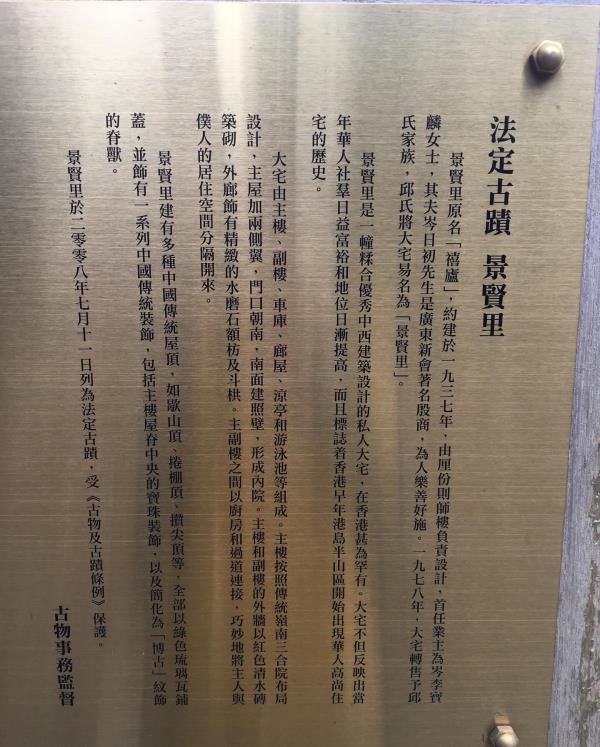 法定古蹟 景賢里
景賢里原名「禧廬」，約建於一九三七年，由厘份則師樓負責設計，首任業主為岑李寶
麟女士，其夫岑日初先生是廣東新會著名殷商，為人樂善好施。一九七八年，大宅轉售予邱
氏家族，邱氏將大宅易名為「景賢里」。
景賢里是一幢糅合優秀中西建築設計的私人大宅，在香港甚為罕有。大宅不但反映出當
年華人社羣日益富裕和地位日漸提高，而且標誌着香港早年港島半山區開始出現華人高尚住
宅的歷史。
大宅由主樓、副樓、車庫、廊屋、涼亭和游泳池等組成。主樓按照傳統嶺南三合院布局
設計，主屋加兩側翼，門口朝南，南面建照壁，形成內院。主樓和副樓的外牆以紅色清水磚
築砌，外廊飾有精緻的水磨石額枋及斗栱。主副樓之間以廚房和過道連接，巧妙地將主人與
僕人的居住空間分隔開來。
景賢里建有多種中國傳統屋頂，如歇山頂、捲棚頂、攢尖頂等，全部以綠色琉璃瓦鋪
蓋，並飾有一系列中國傳統裝飾，包括主樓屋脊中央的寶珠裝飾，以及簡化為「博古」紋飾
的脊獸。
景賢里於二零零八年七月十一日列為法定古蹟，受《古物及古蹟條例》保護。
古物事務監督